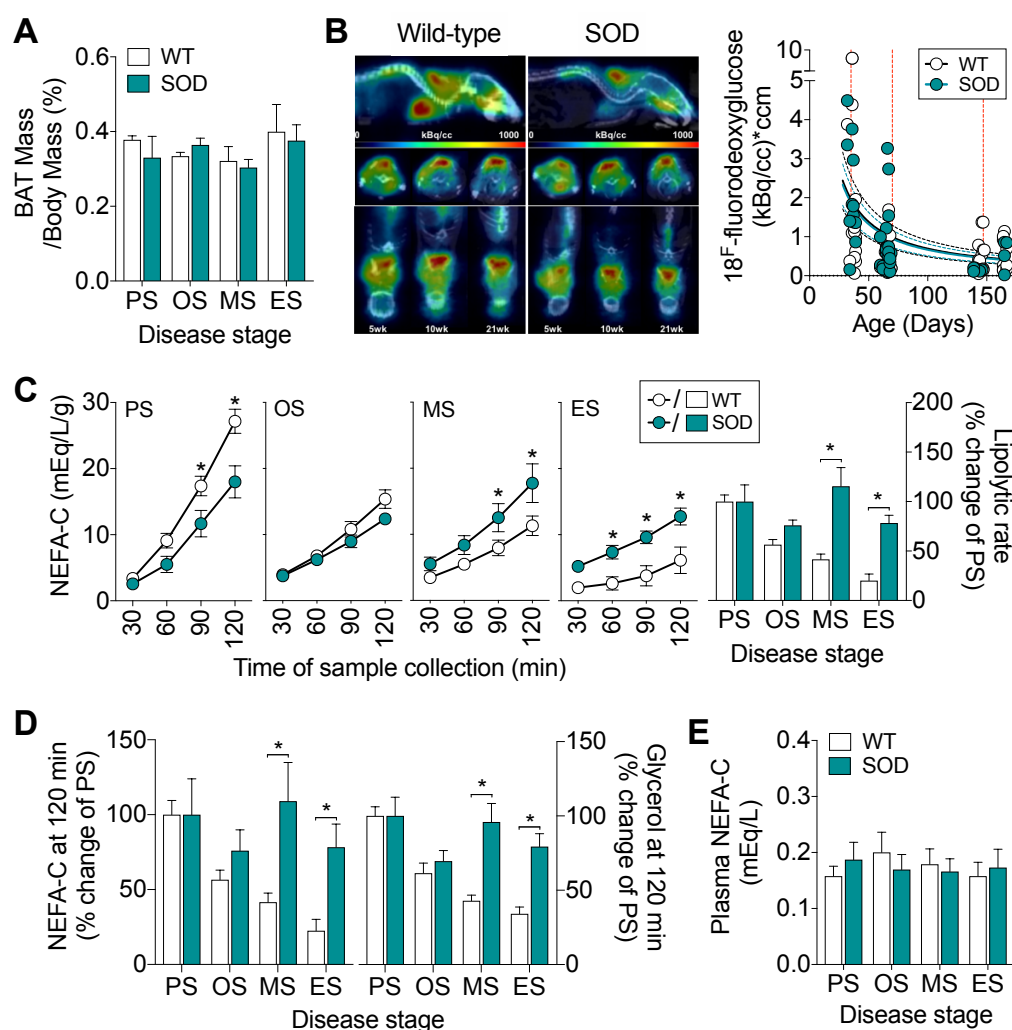 A
BAT Mass
/Body Mass (%)
0.6
0.4
0.2
0.0
WT
SOD
PS OS MS ES
Disease stage
B
Wild-type SOD
0 kBq/cc 1000
0 kBq/cc 1000
5wk 10wk 21wk
5wk 10wk 21wk
18F-flurodeoxyglucose
(kBq/cc)*ccm
10
5
4
3
2
1
0
WT
SOD
0 50 100 150
Age (Days)
C
NEFA-C (mEq/L/g)
30
20
10
0
PS
OS
MS
ES
/ WT
/ SOD
30 60 90 120
30 60 90 120
30 60 90 120
30 60 90 120
* *
* *
* * *
Time of sample collection (min)
Lipolytic rate
(% change of PS)
200
150
100
50
0
*
*
PS OS MS ES
Disease stage
D
NEFA-C at 120 min
(% change of PS)
150
100
50
0
*
*
PS OS MS ES
Glycerol at 120 min
(% change of PS)
150
100
50
0
*
*
PS OS MS ES
Disease stage
E
Plasma NEFA-C
(mEq/L)
0.4
0.3
0.2
0.1
0.0
WT
SOD
PS OS MS ES
Disease stage